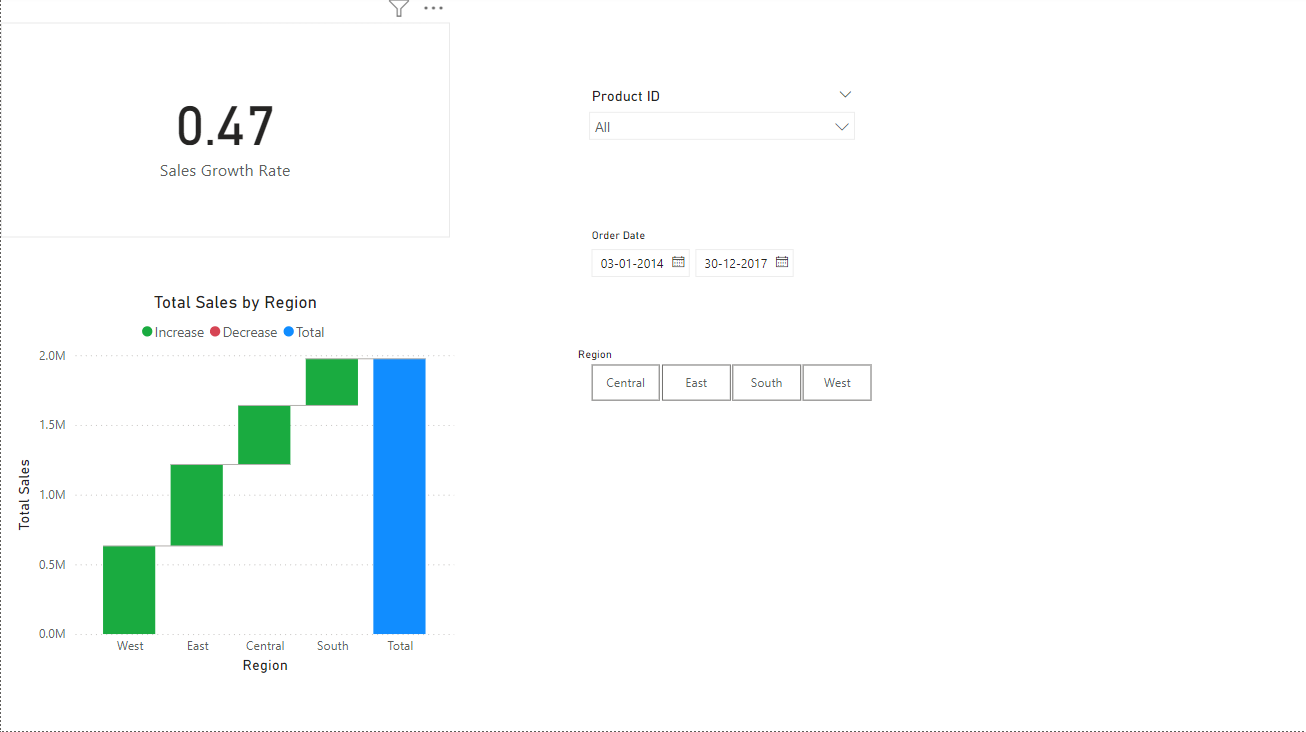 0.47
Sales Growth Rate
Product ID
All
Order Date
03-01-2014 30-12-2017
Region
Central East South West
Total Sales by Region
Increase Decrease Total
2.0M
1.5M
1.0M
0.5M
0.0M
Total Sales
West East Central South Total
Region